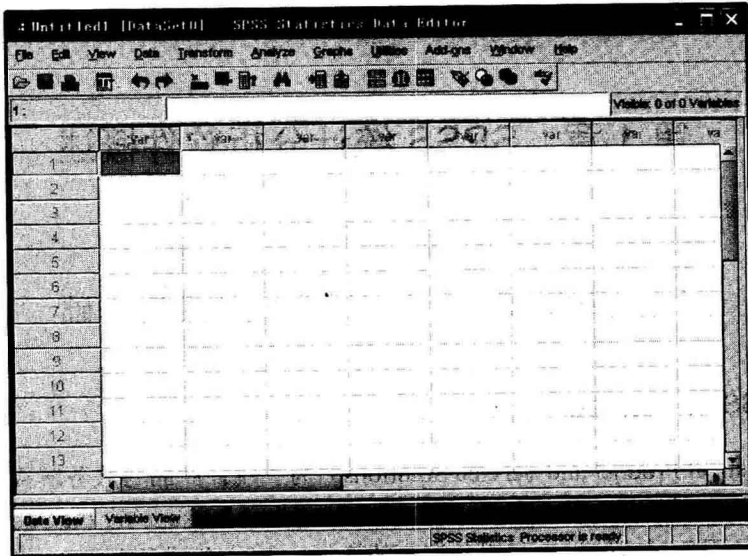 Untitled1 [DataSet0] SPSS Statistics Data Editor
File Edit View Data Transform Analyze Graphs Utilities Add-ons Window Help
1 : Visible: 0 of 0 Variables
var var var var var var var va
1
2
3
4
5
6
7
8
9
10
11
12
13
Data View Variable View
SPSS Statistics Processor is ready